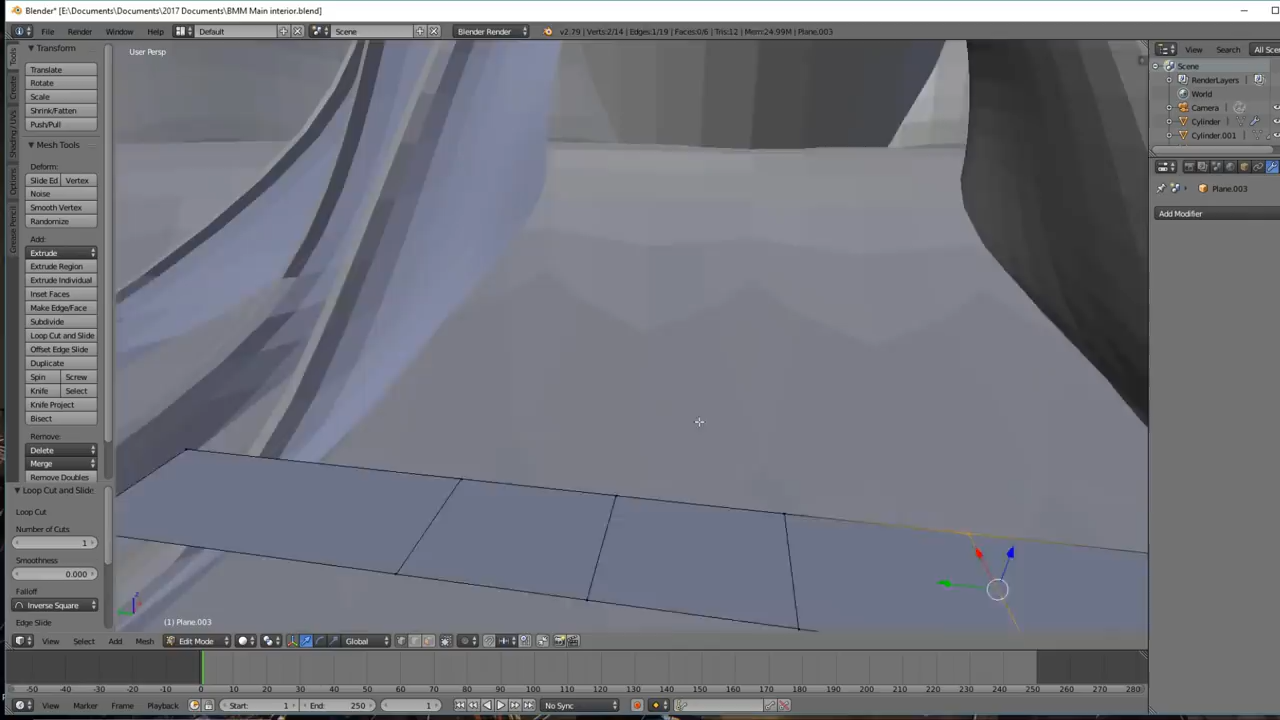 Blender* [E:\Documents\Documents\2017 Documents\BMM Main interior.blend]
File Render Window Help Default Scene Blender Render v2.79 | Verts:2/14 | Edges:1/19 | Faces:0/6 | Tris:12 | Mem:24.99M | Plane.003
User Persp
Tools
Create
Shading / UVs
Options
Grease Pencil
Transform
Translate
Rotate
Scale
Shrink/Fatten
Push/Pull
Mesh Tools
Deform:
Slide Ed Vertex
Noise
Smooth Vertex
Randomize
Add:
Extrude
Extrude Region
Extrude Individual
Inset Faces
Make Edge/Face
Subdivide
Loop Cut and Slide
Offset Edge Slide
Duplicate
Spin Screw
Knife Select
Knife Project
Bisect
Remove:
Delete
Merge
Remove Doubles
Loop Cut and Slide
Loop Cut
Number of Cuts
1
Smoothness
0.000
Falloff
Inverse Square
Edge Slide
z
(1) Plane.003
View Select Add Mesh Edit Mode Global
View Search All Sce
Scene
RenderLayers
World
Camera
Cylinder
Cylinder.001
Plane.003
Add Modifier
-50 -40 -30 -20 -10 0 10 20 30 40 50 60 70 80 90 100 110 120 130 140 150 160 170 180 190 200 210 220 230 240 250 260 270 280
View Marker Frame Playback Start: 1 End: 250 1 No Sync